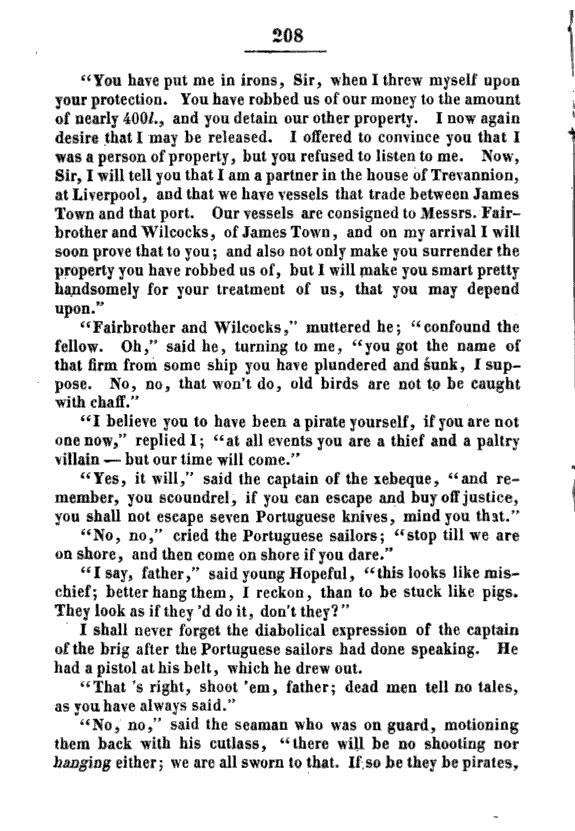 208
“You have put me in irons, Sir, when I threw myself upon
your protection. You have robbed us of our money to the amount
of nearly 400l., and you detain our other property. I now again
desire that I may be released. I offered to convince you that I
was a person of property, but you refused to listen to me. Now,
Sir, I will tell you that I am a partner in the house of Trevannion,
at Liverpool, and that we have vessels that trade between James
Town and that port. Our vessels are consigned to Messrs. Fair-
brother and Wilcocks, of James Town, and on my arrival I will
soon prove that to you; and also not only make you surrender the
property you have robbed us of, but I will make you smart pretty
handsomely for your treatment of us, that you may depend
upon.”
“Fairbrother and Wilcocks,” muttered he; “confound the
fellow. Oh,” said he, turning to me, “you got the name of
that firm from some ship you have plundered and sunk, I sup-
pose. No, no, that won't do, old birds are not to be caught
with chaff.”
“I believe you to have been a pirate yourself, if you are not
one now,” replied I; “at all events you are a thief and a paltry
villain — but our time will come.”
“Yes, it will,” said the captain of the xebeque, “and re-
member, you scoundrel, if you can escape and buy off justice,
you shall not escape seven Portuguese knives, mind you that.”
“No, no,” cried the Portuguese sailors; “stop till we are
on shore, and then come on shore if you dare.”
“I say, father,” said young Hopeful, “this looks like mis-
chief; better hang them, I reckon, than to be stuck like pigs.
They look as if they 'd do it, don't they?”
I shall never forget the diabolical expression of the captain
of the brig after the Portuguese sailors had done speaking. He
had a pistol at his belt, which he drew out.
“That 's right, shoot 'em, father; dead men tell no tales,
as you have always said.”
“No, no,” said the seaman who was on guard, motioning
them back with his cutlass, “there will be no shooting nor
hanging either; we are all sworn to that. If so be they be pirates,